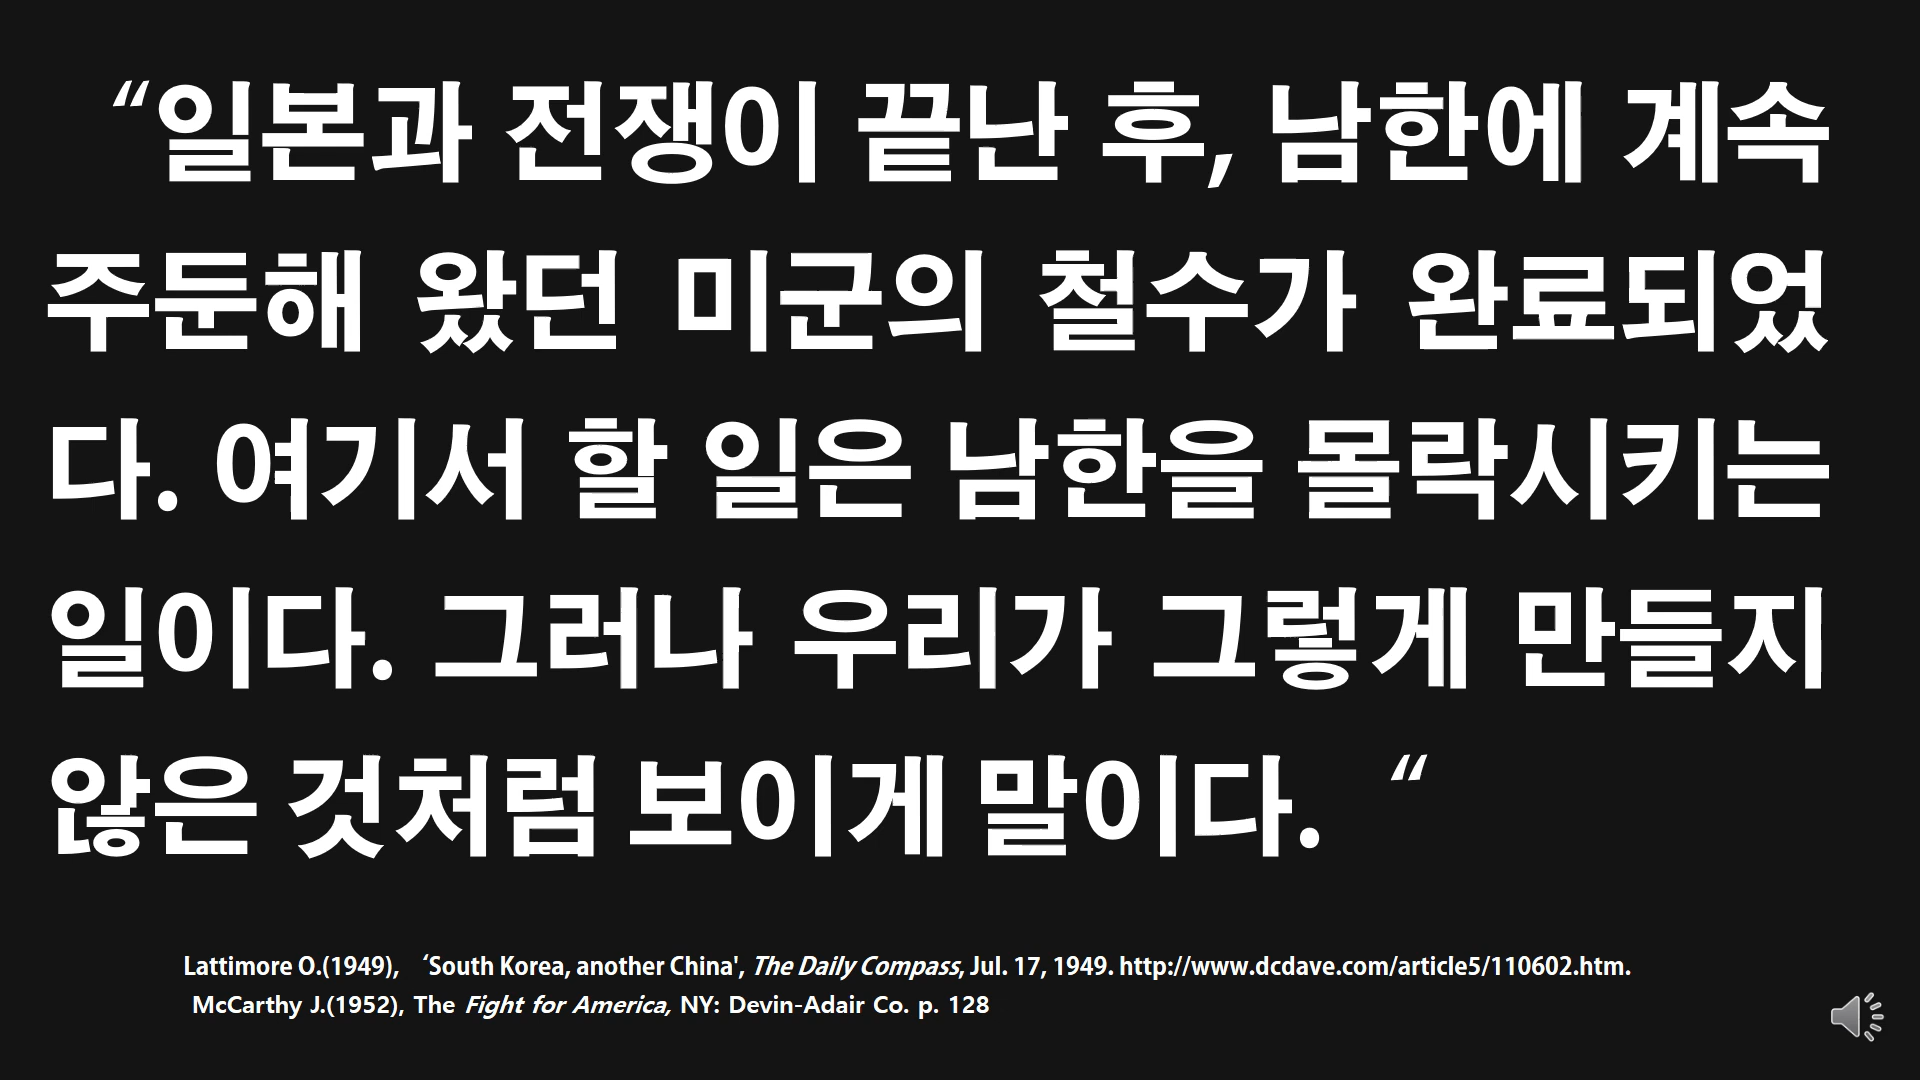 “일본과 전쟁이 끝난 후, 남한에 계속
주둔해 왔던 미군의 철수가 완료되었
다. 여기서 할 일은 남한을 몰락시키는
일이다. 그러나 우리가 그렇게 만들지
않은 것처럼 보이게 말이다. “
Lattimore O.(1949), ‘South Korea, another China', The Daily Compass, Jul. 17, 1949. http://www.dcdave.com/article5/110602.htm.
McCarthy J.(1952), The Fight for America, NY: Devin-Adair Co. p. 128